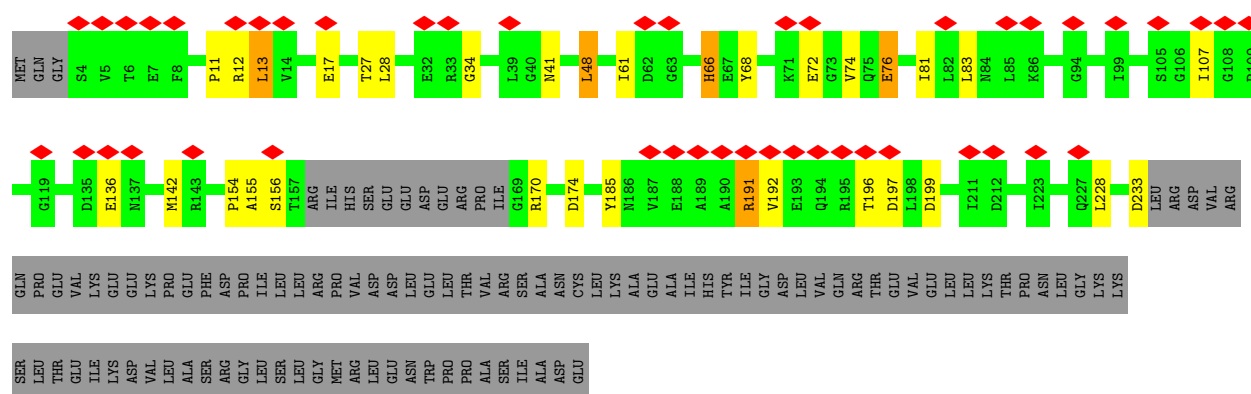 MET GLN GLY S4 V5 T6 E7 F8 P11 R12 L13 V14 E17 T27 L28 E32 R33 G34 L39 G40 N41 L48 I61 D62 G63 H66 E67 Y68 K71 E72 G73 V74 Q75 E76 I81 L82 L83 N84 L85 K86 G94 I99 S105 G106 I107 G108
G119 D135 E136 N137 M142 R143 P154 A155 S156 T157 ARG ILE HIS SER GLU GLU ASP GLU ARG PRO ILE G169 R170 D174 Y185 N186 V187 E188 A189 A190 R191 V192 E193 Q194 R195 T196 D197 L198 D199 I211 D212 I223 Q227 L228 D233 LEU ARG ASP VAL ARG
GLN PRO GLU VAL LYS GLU GLU LYS PRO GLU PHE ASP PRO ILE LEU LEU ARG PRO VAL ASP ASP LEU GLU LEU THR VAL ARG SER ALA ASN CYS LEU LYS ALA GLU ALA ILE HIS TYR ILE GLY ASP LEU VAL GLN ARG THR GLU VAL GLU LEU LEU LYS THR PRO ASN LEU GLY LYS LYS
SER LEU THR GLU ILE LYS ASP VAL LEU ALA SER ARG GLY LEU SER LEU GLY MET ARG LEU GLU ASN TRP PRO PRO ALA SER ILE ALA ASP GLU